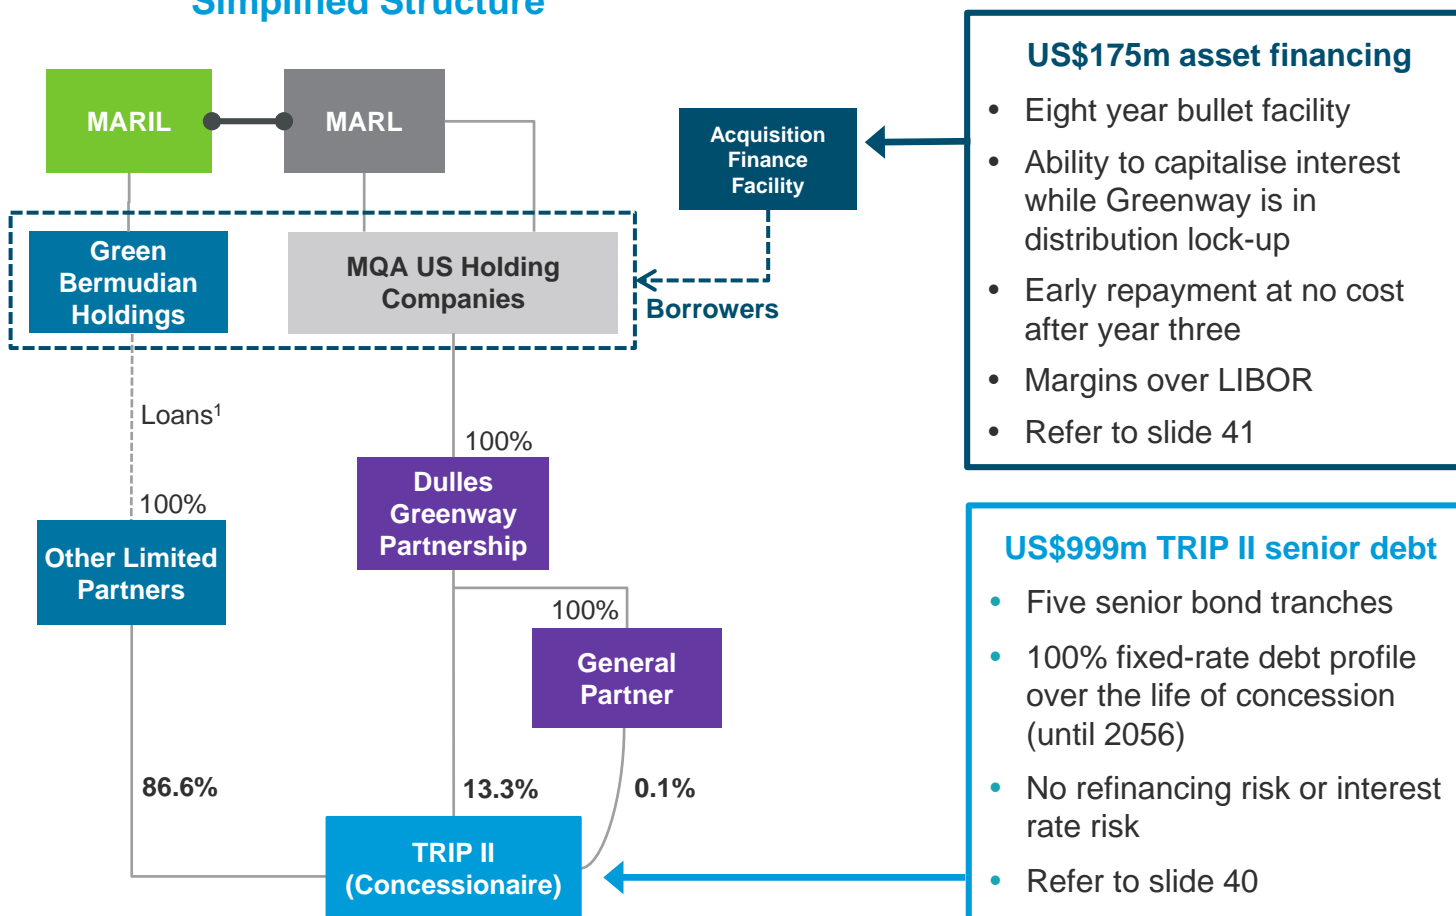 Simplified Structure
MARIL
MARL
Acquisition
Finance
Facility
Green
Bermudian
Holdings
MQA US Holding
Companies
Borrowers
Loans¹
100%
100%
Dulles
Greenway
Partnership
Other Limited
Partners
100%
General
Partner
86.6%
13.3%
0.1%
TRIP II
(Concessionaire)
US$175m asset financing
• Eight year bullet facility
• Ability to capitalise interest
while Greenway is in
distribution lock-up
• Early repayment at no cost
after year three
• Margins over LIBOR
• Refer to slide 41
US$999m TRIP II senior debt
• Five senior bond tranches
• 100% fixed-rate debt profile
over the life of concession
(until 2056)
• No refinancing risk or interest
rate risk
• Refer to slide 40